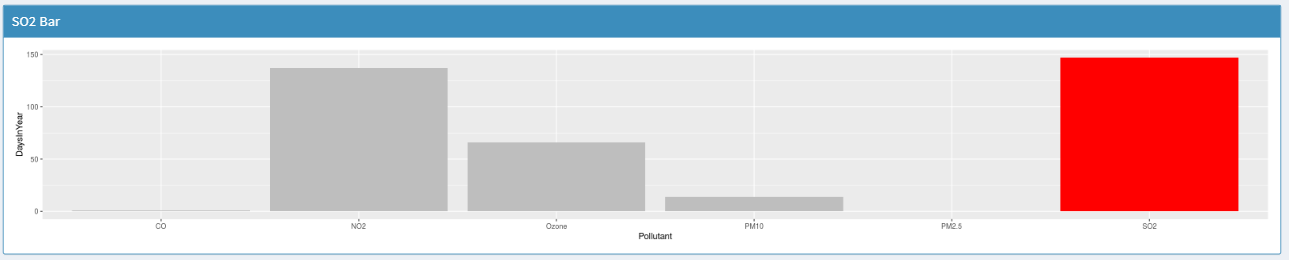 SO2 Bar
150
100
50
0
DaysInYear
CO NO2 Ozone PM10 PM2.5 SO2
Pollutant